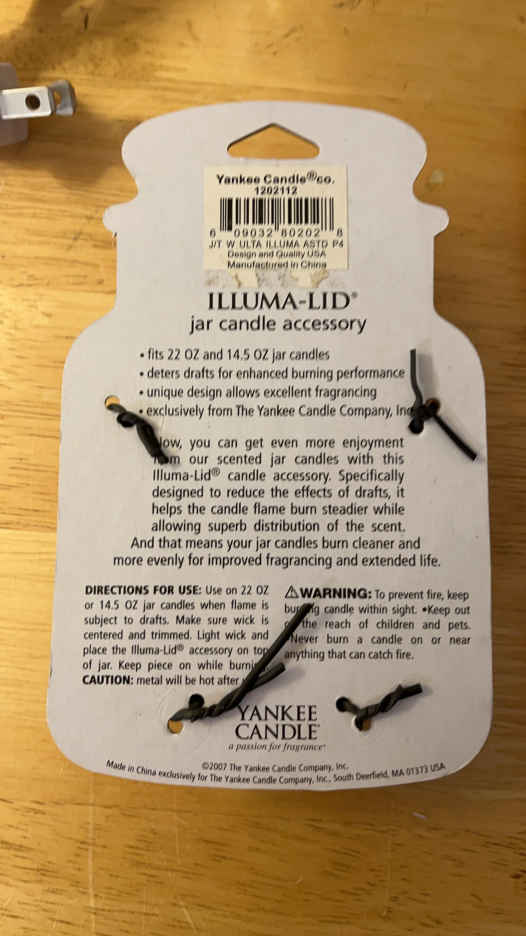 Yankee Candle®co.
1202112
6 09032 80202 8
J/T W ULTA ILLUMA ASTD P4
Design and Quality USA
Manufactured in China
ILLUMA-LID®
jar candle accessory
• fits 22 OZ and 14.5 OZ jar candles
• deters drafts for enhanced burning performance
• unique design allows excellent fragrancing
• exclusively from The Yankee Candle Company, Inc
Now, you can get even more enjoyment
from our scented jar candles with this
Illuma-Lid® candle accessory. Specifically
designed to reduce the effects of drafts, it
helps the candle flame burn steadier while
allowing superb distribution of the scent.
And that means your jar candles burn cleaner and
more evenly for improved fragrancing and extended life.
DIRECTIONS FOR USE: Use on 22 OZ
or 14.5 OZ jar candles when flame is
subject to drafts. Make sure wick is
centered and trimmed. Light wick and
place the Illuma-Lid® accessory on top
of jar. Keep piece on while burning
CAUTION: metal will be hot after
⚠WARNING: To prevent fire, keep
burning candle within sight. •Keep out
of the reach of children and pets.
Never burn a candle on or near
anything that can catch fire.
YANKEE
CANDLE®
a passion for fragrance®
©2007 The Yankee Candle Company, Inc.
Made in China exclusively for The Yankee Candle Company, Inc., South Deerfield, MA 01373 USA